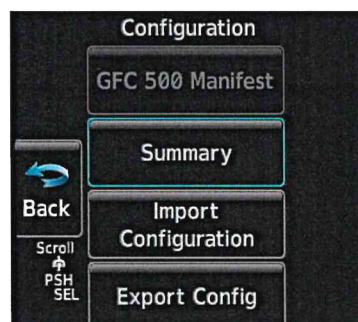 Configuration
GFC 500 Manifest
Summary
Back
Import
Configuration
Scroll
PSH
SEL
Export Config